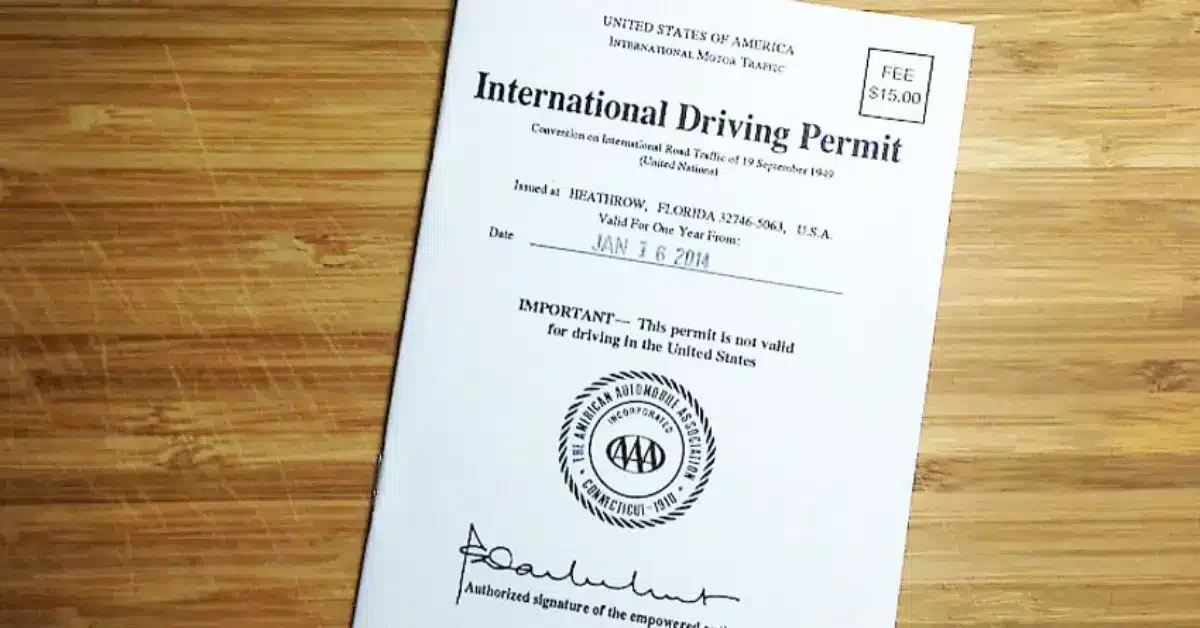 UNITED STATES OF AMERICA
INTERNATIONAL MOTOR TRAFFIC
FEE
$15.00
International Driving Permit
Convention on International Road Traffic of 19 September 1949
(United Nations)
Issued at HEATHROW, FLORIDA 32746-5063, U.S.A.
Valid For One Year From:
Date JAN 16 2014
IMPORTANT— This permit is not valid
for driving in the United States
THE AMERICAN AUTOMOBILE ASSOCIATION
INCORPORATED
AAA
CONNECTICUT-1910
Authorized signature of the empowered